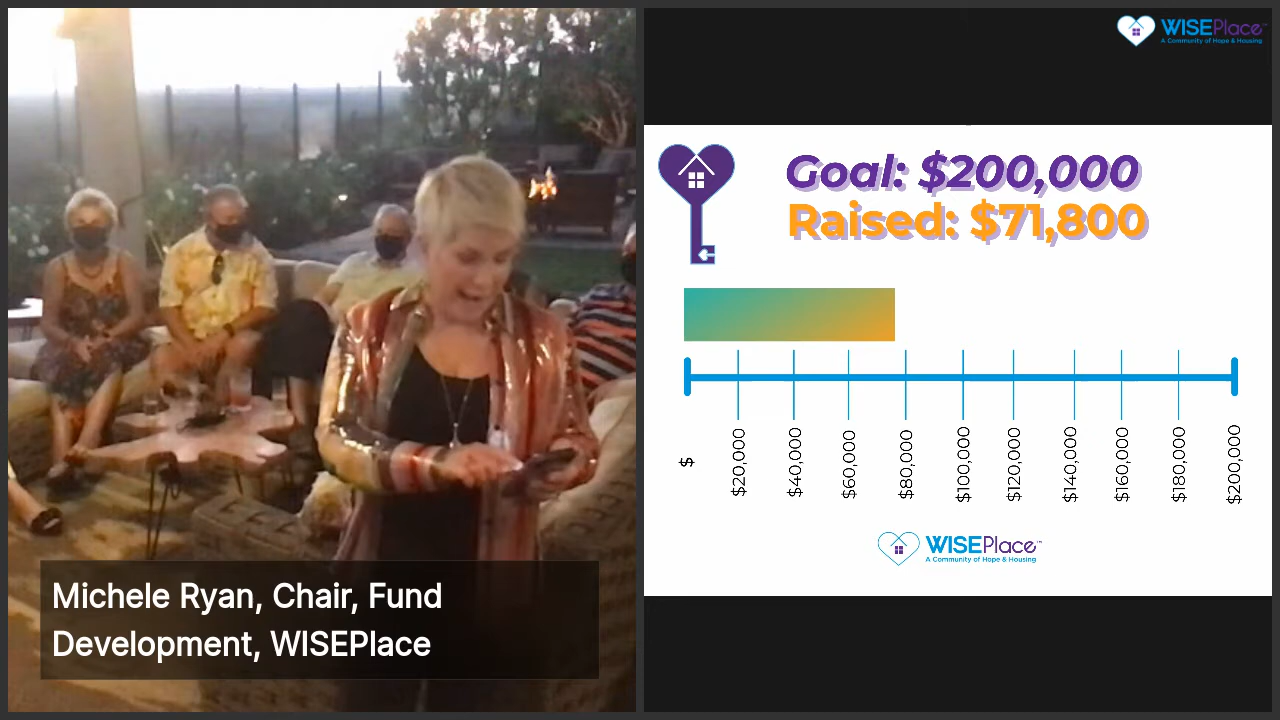 Michele Ryan, Chair, Fund
Development, WISEPlace
WISEPlace™
A Community of Hope & Housing
Goal: $200,000
Raised: $71,800
$
$20,000
$40,000
$60,000
$80,000
$100,000
$120,000
$140,000
$160,000
$180,000
$200,000
WISEPlace™
A Community of Hope & Housing